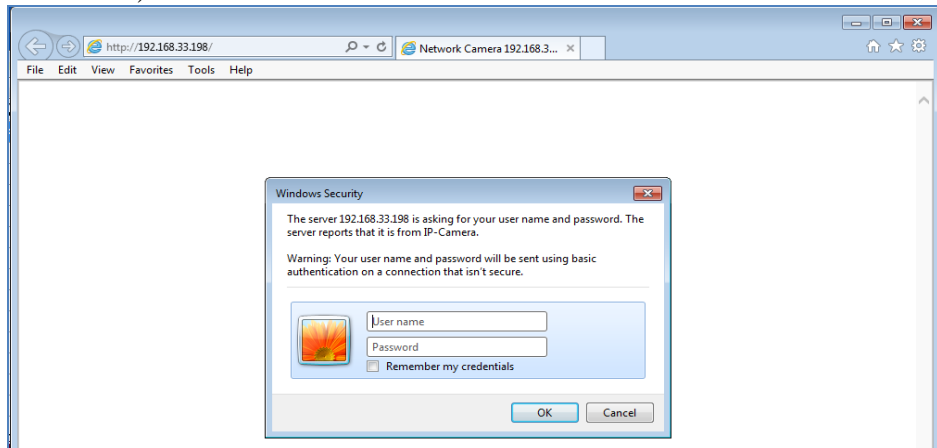 http://192.168.33.198/
Network Camera 192.168.3...
File Edit View Favorites Tools Help
Windows Security
The server 192.168.33.198 is asking for your user name and password. The
server reports that it is from IP-Camera.
Warning: Your user name and password will be sent using basic
authentication on a connection that isn't secure.
User name
Password
Remember my credentials
OK Cancel